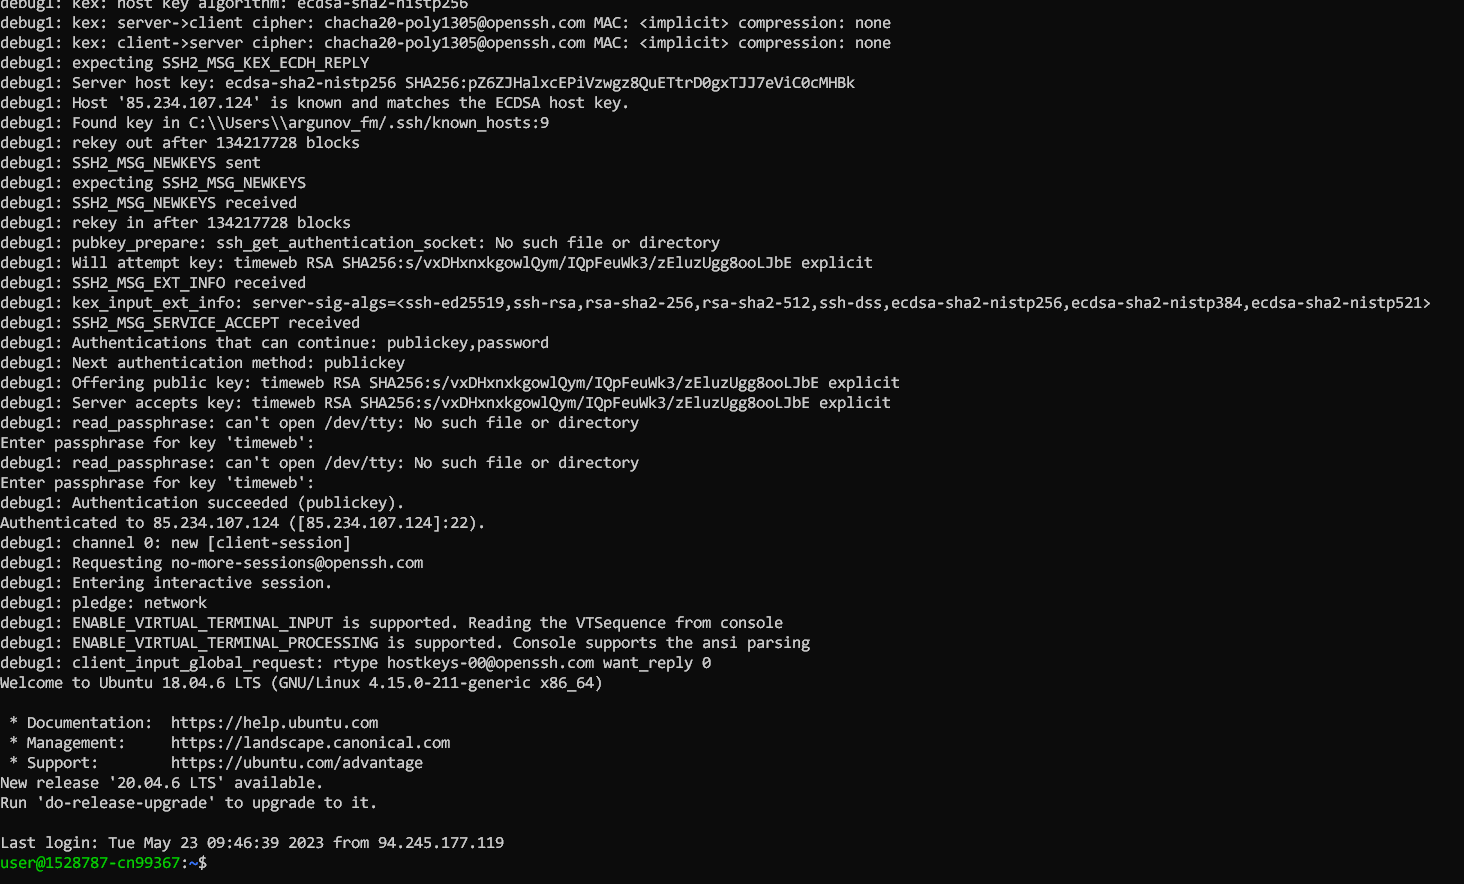 debug1: kex: host key algorithm: ecdsa-sha2-nistp256
debug1: kex: server->client cipher: chacha20-poly1305@openssh.com MAC: <implicit> compression: none
debug1: kex: client->server cipher: chacha20-poly1305@openssh.com MAC: <implicit> compression: none
debug1: expecting SSH2_MSG_KEX_ECDH_REPLY
debug1: Server host key: ecdsa-sha2-nistp256 SHA256:pZ6ZJHalxcEPiVzwgz8QuETtrD0gxTJJ7eViC0cMHBk
debug1: Host '85.234.107.124' is known and matches the ECDSA host key.
debug1: Found key in C:\\Users\\argunov_fm/.ssh/known_hosts:9
debug1: rekey out after 134217728 blocks
debug1: SSH2_MSG_NEWKEYS sent
debug1: expecting SSH2_MSG_NEWKEYS
debug1: SSH2_MSG_NEWKEYS received
debug1: rekey in after 134217728 blocks
debug1: pubkey_prepare: ssh_get_authentication_socket: No such file or directory
debug1: Will attempt key: timeweb RSA SHA256:s/vxDHxnxkgowlQym/IQpFeuWk3/zEluzUgg8ooLJbE explicit
debug1: SSH2_MSG_EXT_INFO received
debug1: kex_input_ext_info: server-sig-algs=<ssh-ed25519,ssh-rsa,rsa-sha2-256,rsa-sha2-512,ssh-dss,ecdsa-sha2-nistp256,ecdsa-sha2-nistp384,ecdsa-sha2-nistp521>
debug1: SSH2_MSG_SERVICE_ACCEPT received
debug1: Authentications that can continue: publickey,password
debug1: Next authentication method: publickey
debug1: Offering public key: timeweb RSA SHA256:s/vxDHxnxkgowlQym/IQpFeuWk3/zEluzUgg8ooLJbE explicit
debug1: Server accepts key: timeweb RSA SHA256:s/vxDHxnxkgowlQym/IQpFeuWk3/zEluzUgg8ooLJbE explicit
debug1: read_passphrase: can't open /dev/tty: No such file or directory
Enter passphrase for key 'timeweb':
debug1: read_passphrase: can't open /dev/tty: No such file or directory
Enter passphrase for key 'timeweb':
debug1: Authentication succeeded (publickey).
Authenticated to 85.234.107.124 ([85.234.107.124]:22).
debug1: channel 0: new [client-session]
debug1: Requesting no-more-sessions@openssh.com
debug1: Entering interactive session.
debug1: pledge: network
debug1: ENABLE_VIRTUAL_TERMINAL_INPUT is supported. Reading the VTSequence from console
debug1: ENABLE_VIRTUAL_TERMINAL_PROCESSING is supported. Console supports the ansi parsing
debug1: client_input_global_request: rtype hostkeys-00@openssh.com want_reply 0
Welcome to Ubuntu 18.04.6 LTS (GNU/Linux 4.15.0-211-generic x86_64)
 * Documentation:  https://help.ubuntu.com
 * Management:     https://landscape.canonical.com
 * Support:        https://ubuntu.com/advantage
New release '20.04.6 LTS' available.
Run 'do-release-upgrade' to upgrade to it.
Last login: Tue May 23 09:46:39 2023 from 94.245.177.119
user@1528787-cn99367:~$